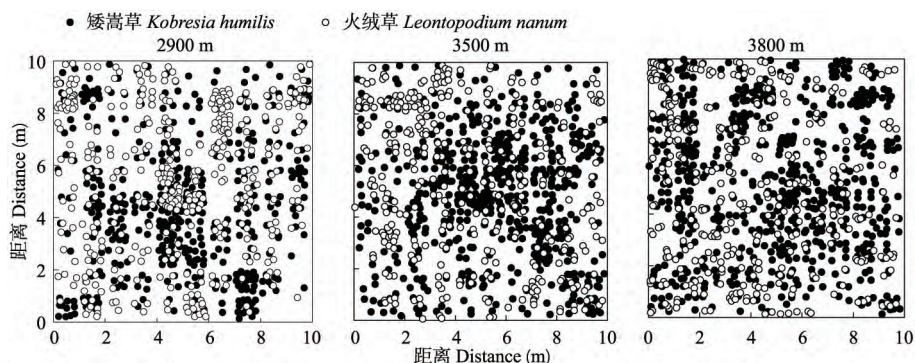 ● 矮嵩草 Kobresia humilis ○ 火绒草 Leontopodium nanum
2900 m 3500 m 3800 m
距离 Distance (m)
10
8
6
4
2
0
0 2 4 6 8 10 0 2 4 6 8 10 0 2 4 6 8 10
距离 Distance (m)